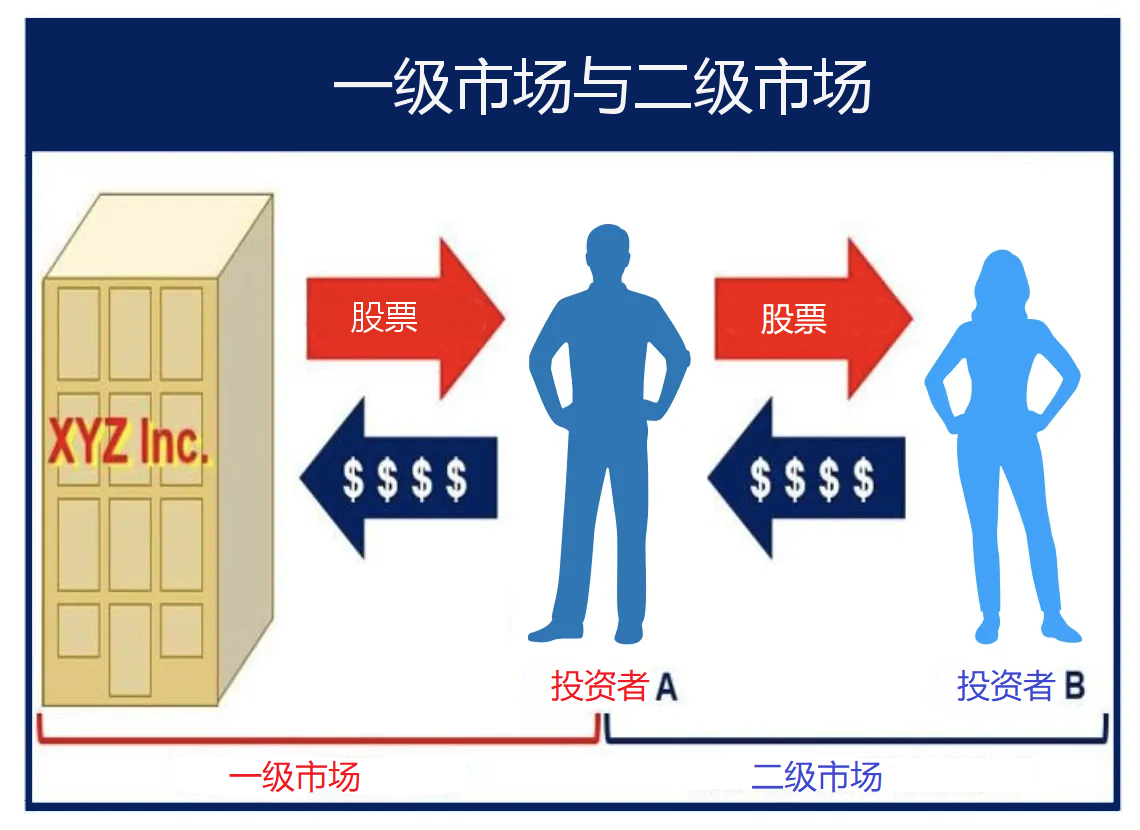 一级市场与二级市场
股票
股票
XYZ Inc.
$ $ $ $
$ $ $ $
投资者 A
投资者 B
一级市场
二级市场